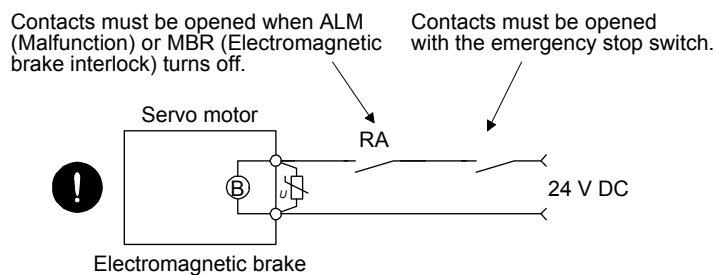 Contacts must be opened when ALM
(Malfunction) or MBR (Electromagnetic
brake interlock) turns off.
Contacts must be opened
with the emergency stop switch.
Servo motor
RA
B
U
24 V DC
Electromagnetic brake